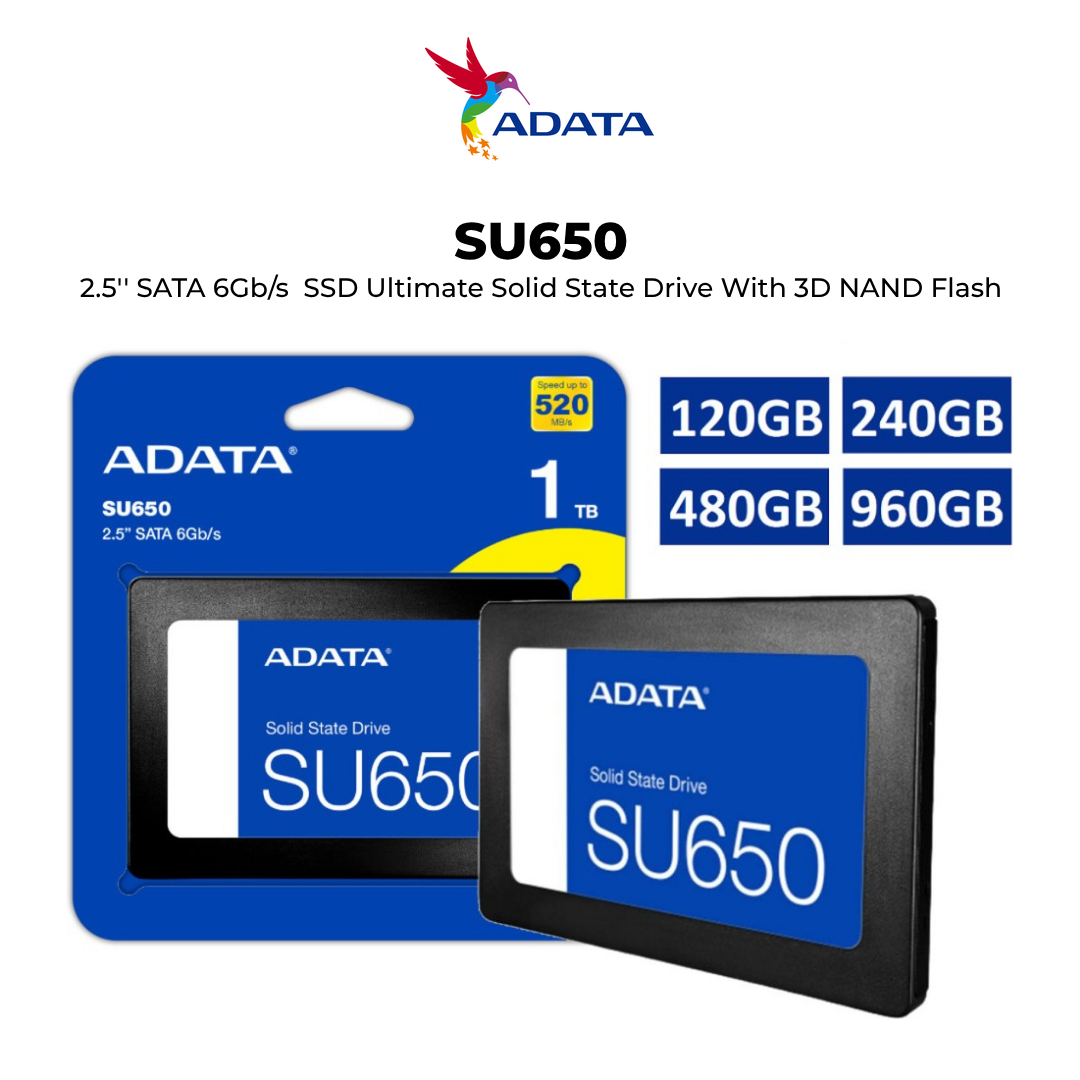 ADATA
SU650
2.5'' SATA 6Gb/s  SSD Ultimate Solid State Drive With 3D NAND Flash
Speed up to
520
MB/s
ADATA®
1 TB
SU650
2.5” SATA 6Gb/s
120GB 240GB
480GB 960GB
ADATA®
Solid State Drive
SU650
ADATA®
Solid State Drive
SU650